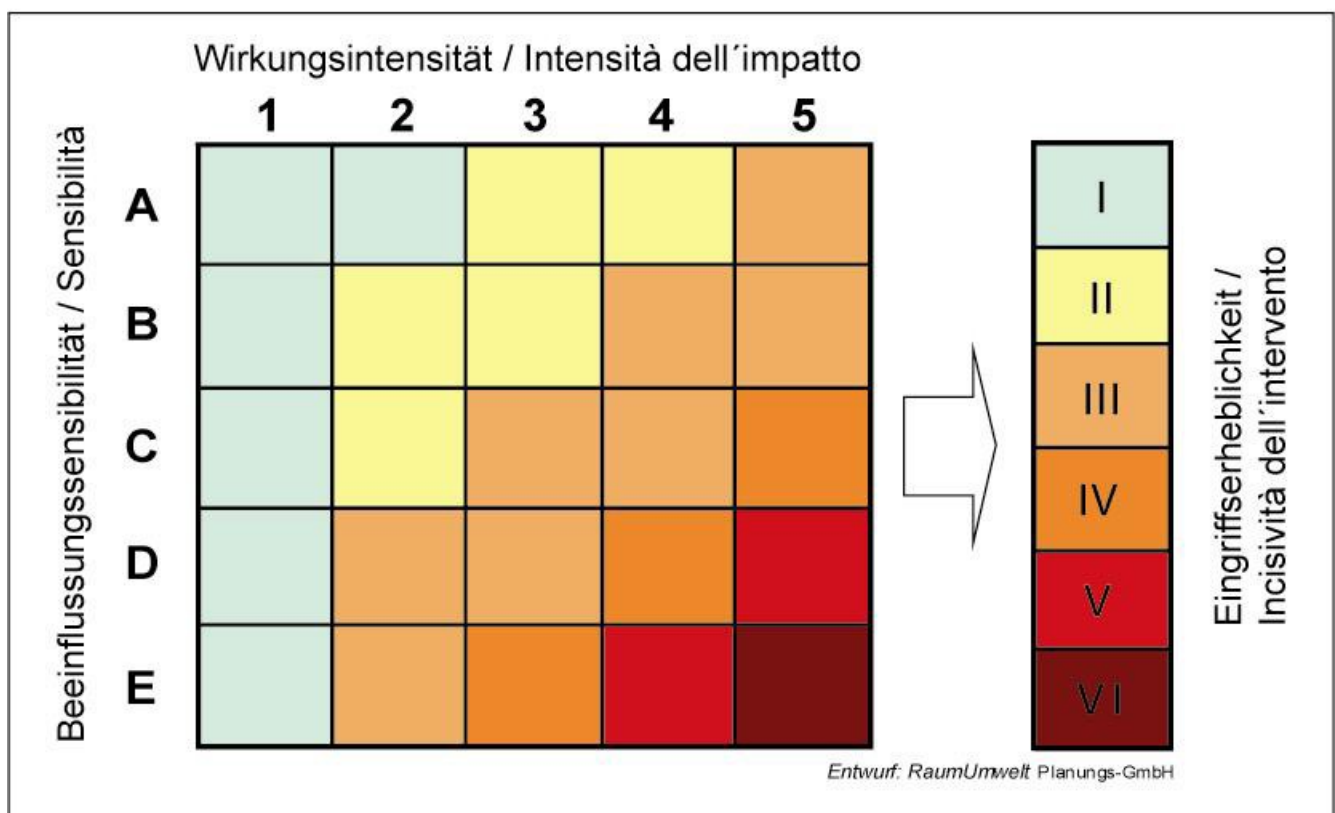 Wirkungsintensität / Intensità dell´impatto
1 2 3 4 5
Beeinflussungssensibilität / Sensibilità
A
B
C
D
E
I
II
III
IV
V
VI
Eingriffserheblichkeit /
Incisività dell´intervento
Entwurf: RaumUmwelt Planungs-GmbH